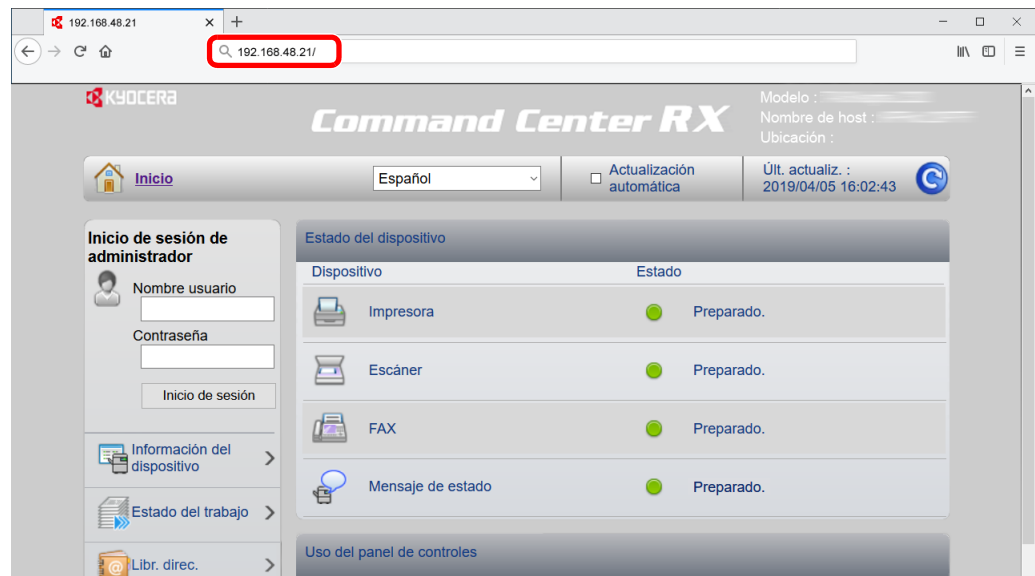 192.168.48.21
192.168.48.21/
KYOCERA
Command Center RX
Modelo :
Nombre de host :
Ubicación :
Inicio
Español
Actualización
automática
Últ. actualiz. :
2019/04/05 16:02:43
Inicio de sesión de
administrador
Nombre usuario
Contraseña
Inicio de sesión
Información del
dispositivo
Estado del trabajo
Libr. direc.
Estado del dispositivo
Dispositivo Estado
Impresora Preparado.
Escáner Preparado.
FAX Preparado.
Mensaje de estado Preparado.
Uso del panel de controles